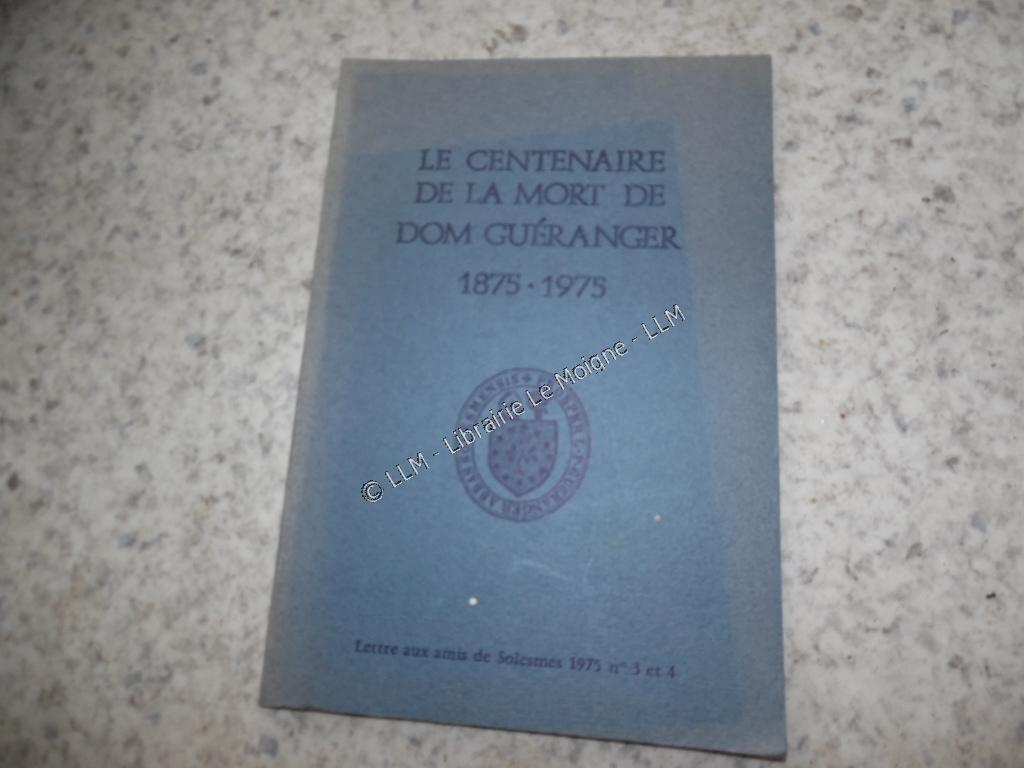 LE CENTENAIRE
DE LA MORT DE
DOM GUÉRANGER
1875 · 1975
© LLM - Librairie Le Moigne - LLM
Lettre aux amis de Solesmes 1975 nº 3 et 4